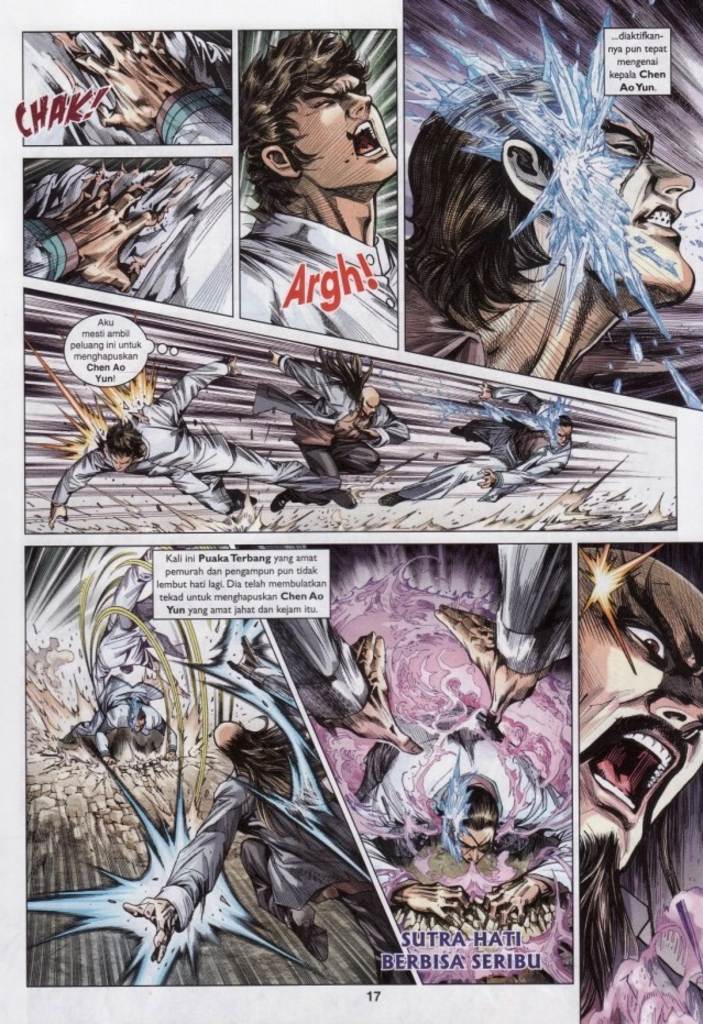 CHAK!
Argh!
...diaktifkan-
nya pun tepat
mengenai
kepala Chen
Ao Yun.
Aku
mesti ambil
peluang ini untuk
menghapuskan
Chen Ao
Yun!
Kali ini Puaka Terbang yang amat
pemurah dan pengampun pun tidak
lembut hati lagi. Dia telah membulatkan
tekad untuk menghapuskan Chen Ao
Yun yang amat jahat dan kejam itu.
SUTRA HATI
BERBISA SERIBU
17